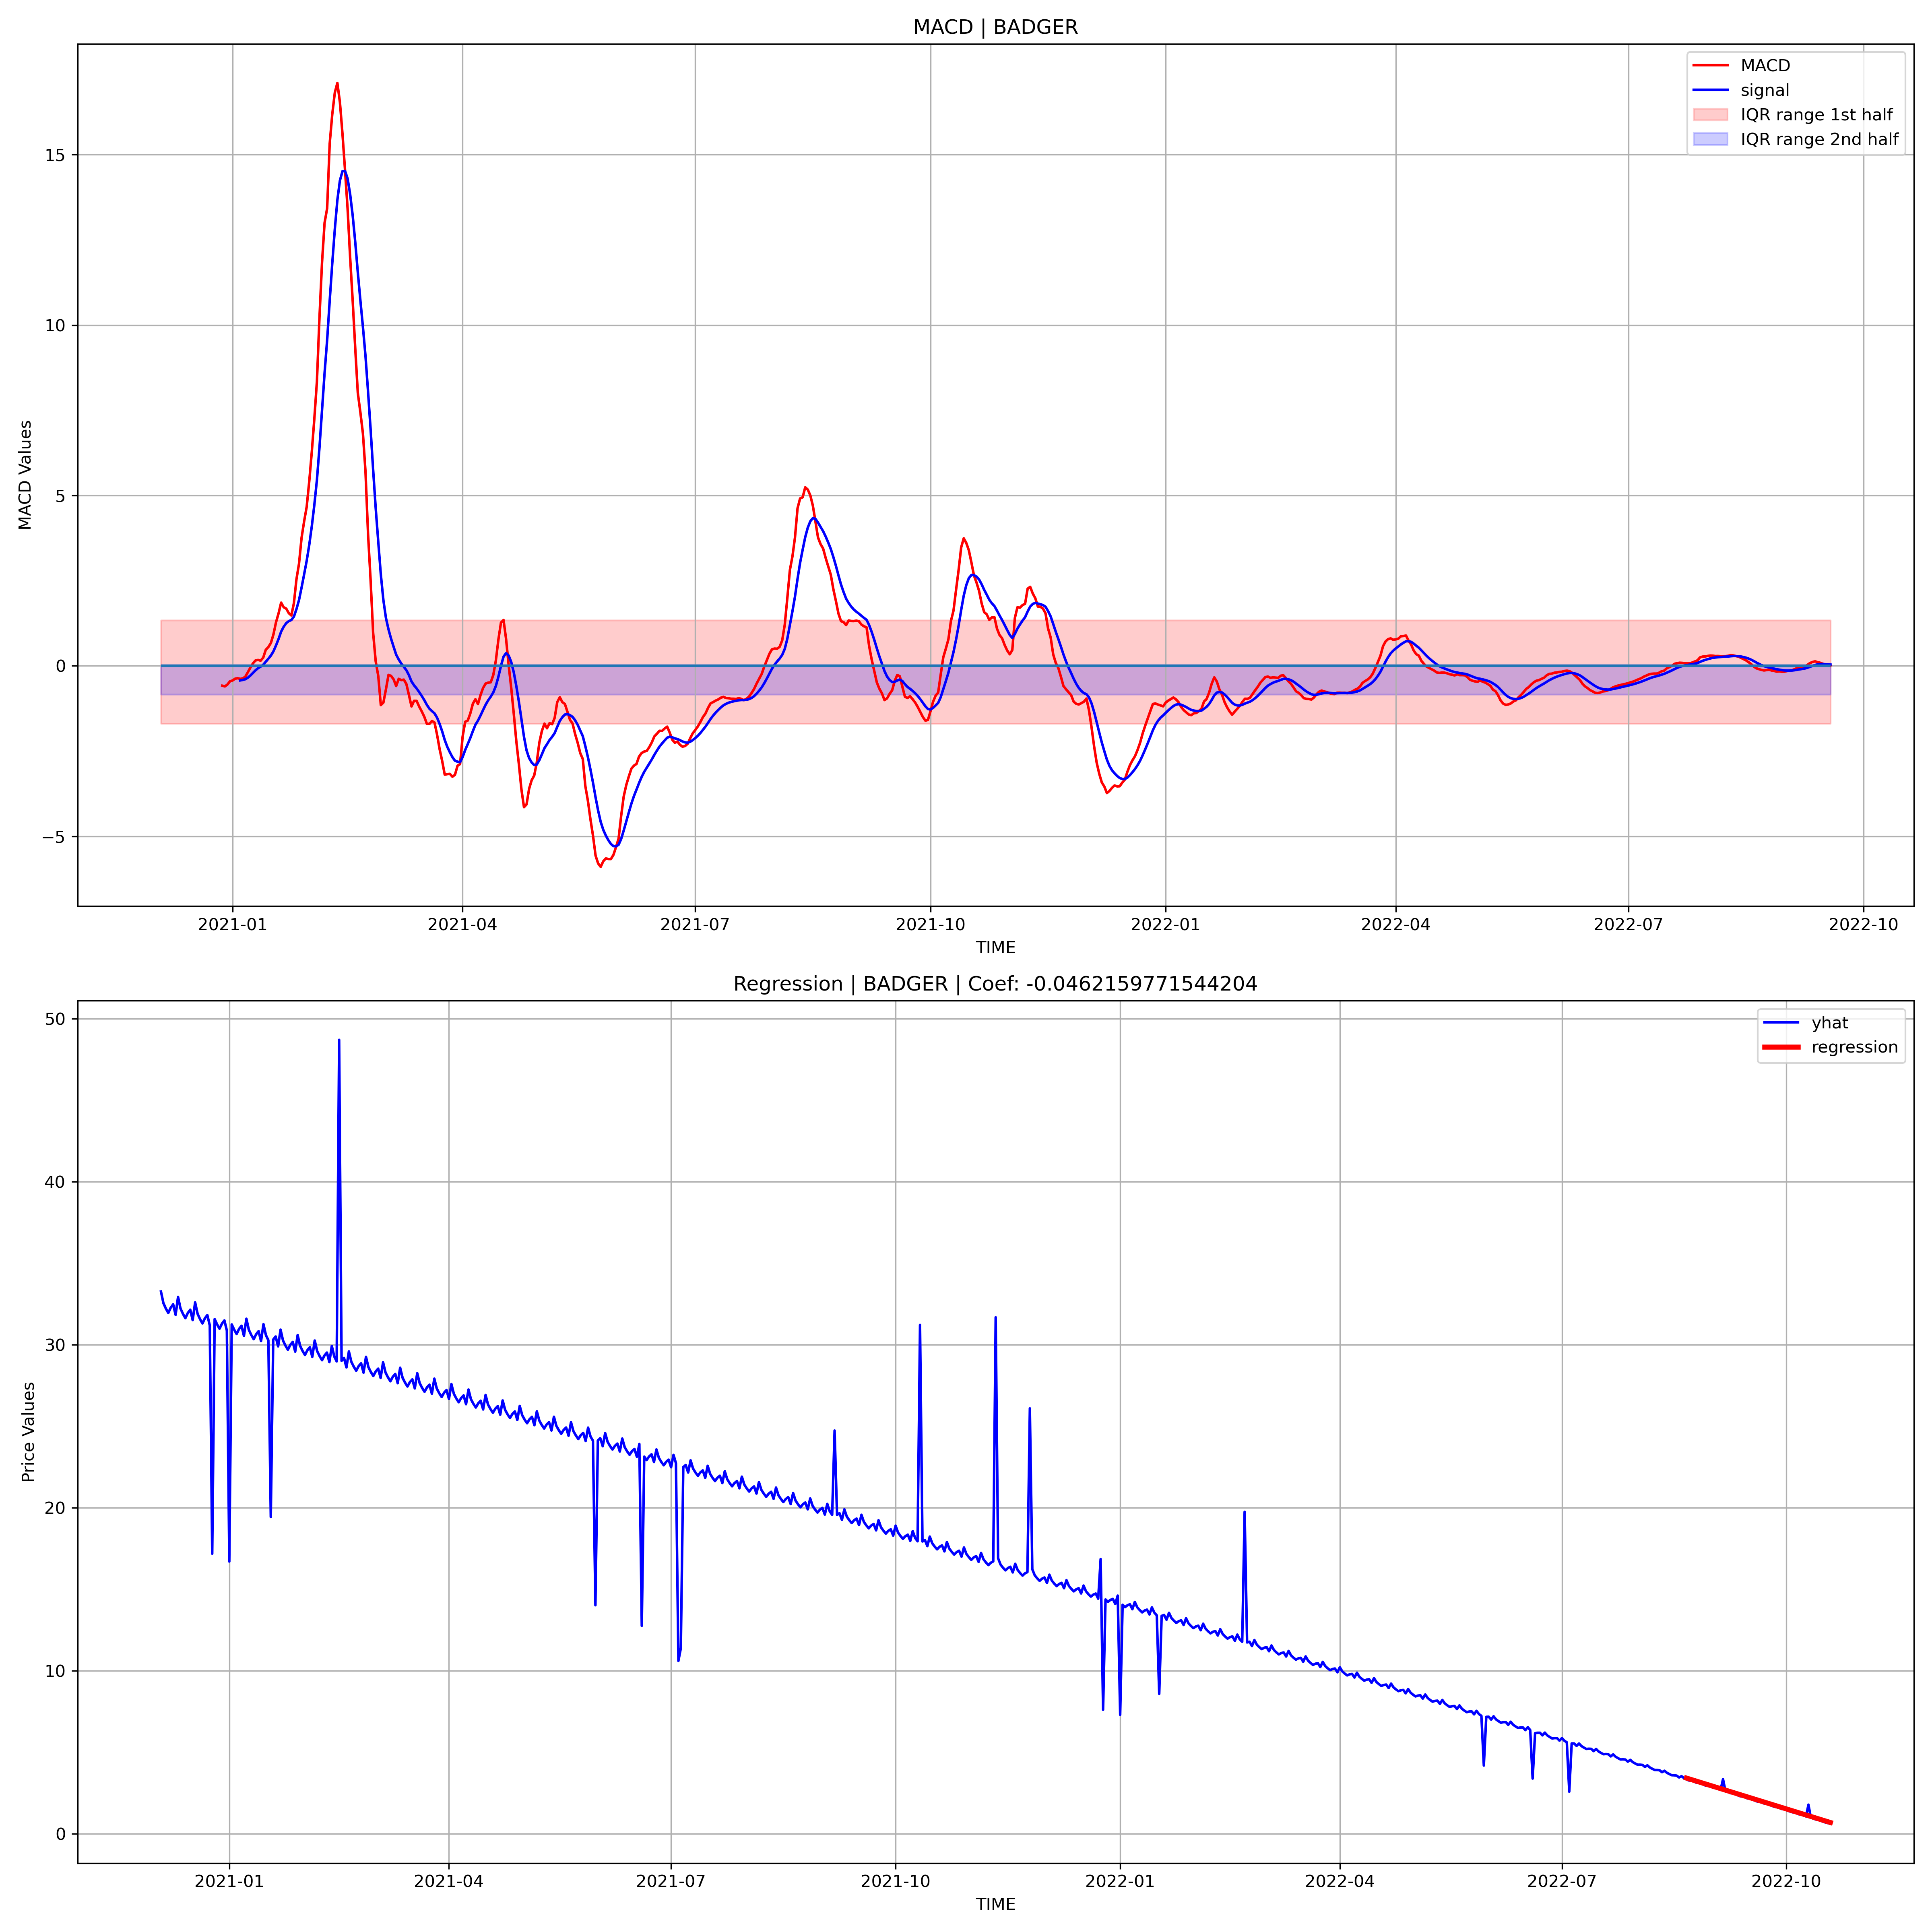 MACD | BADGER
MACD
signal
IQR range 1st half
IQR range 2nd half
MACD Values
15
10
5
0
−5
2021-01 2021-04 2021-07 2021-10 2022-01 2022-04 2022-07 2022-10
TIME
Regression | BADGER | Coef: -0.0462159771544204
yhat
regression
Price Values
50
40
30
20
10
0
2021-01 2021-04 2021-07 2021-10 2022-01 2022-04 2022-07 2022-10
TIME